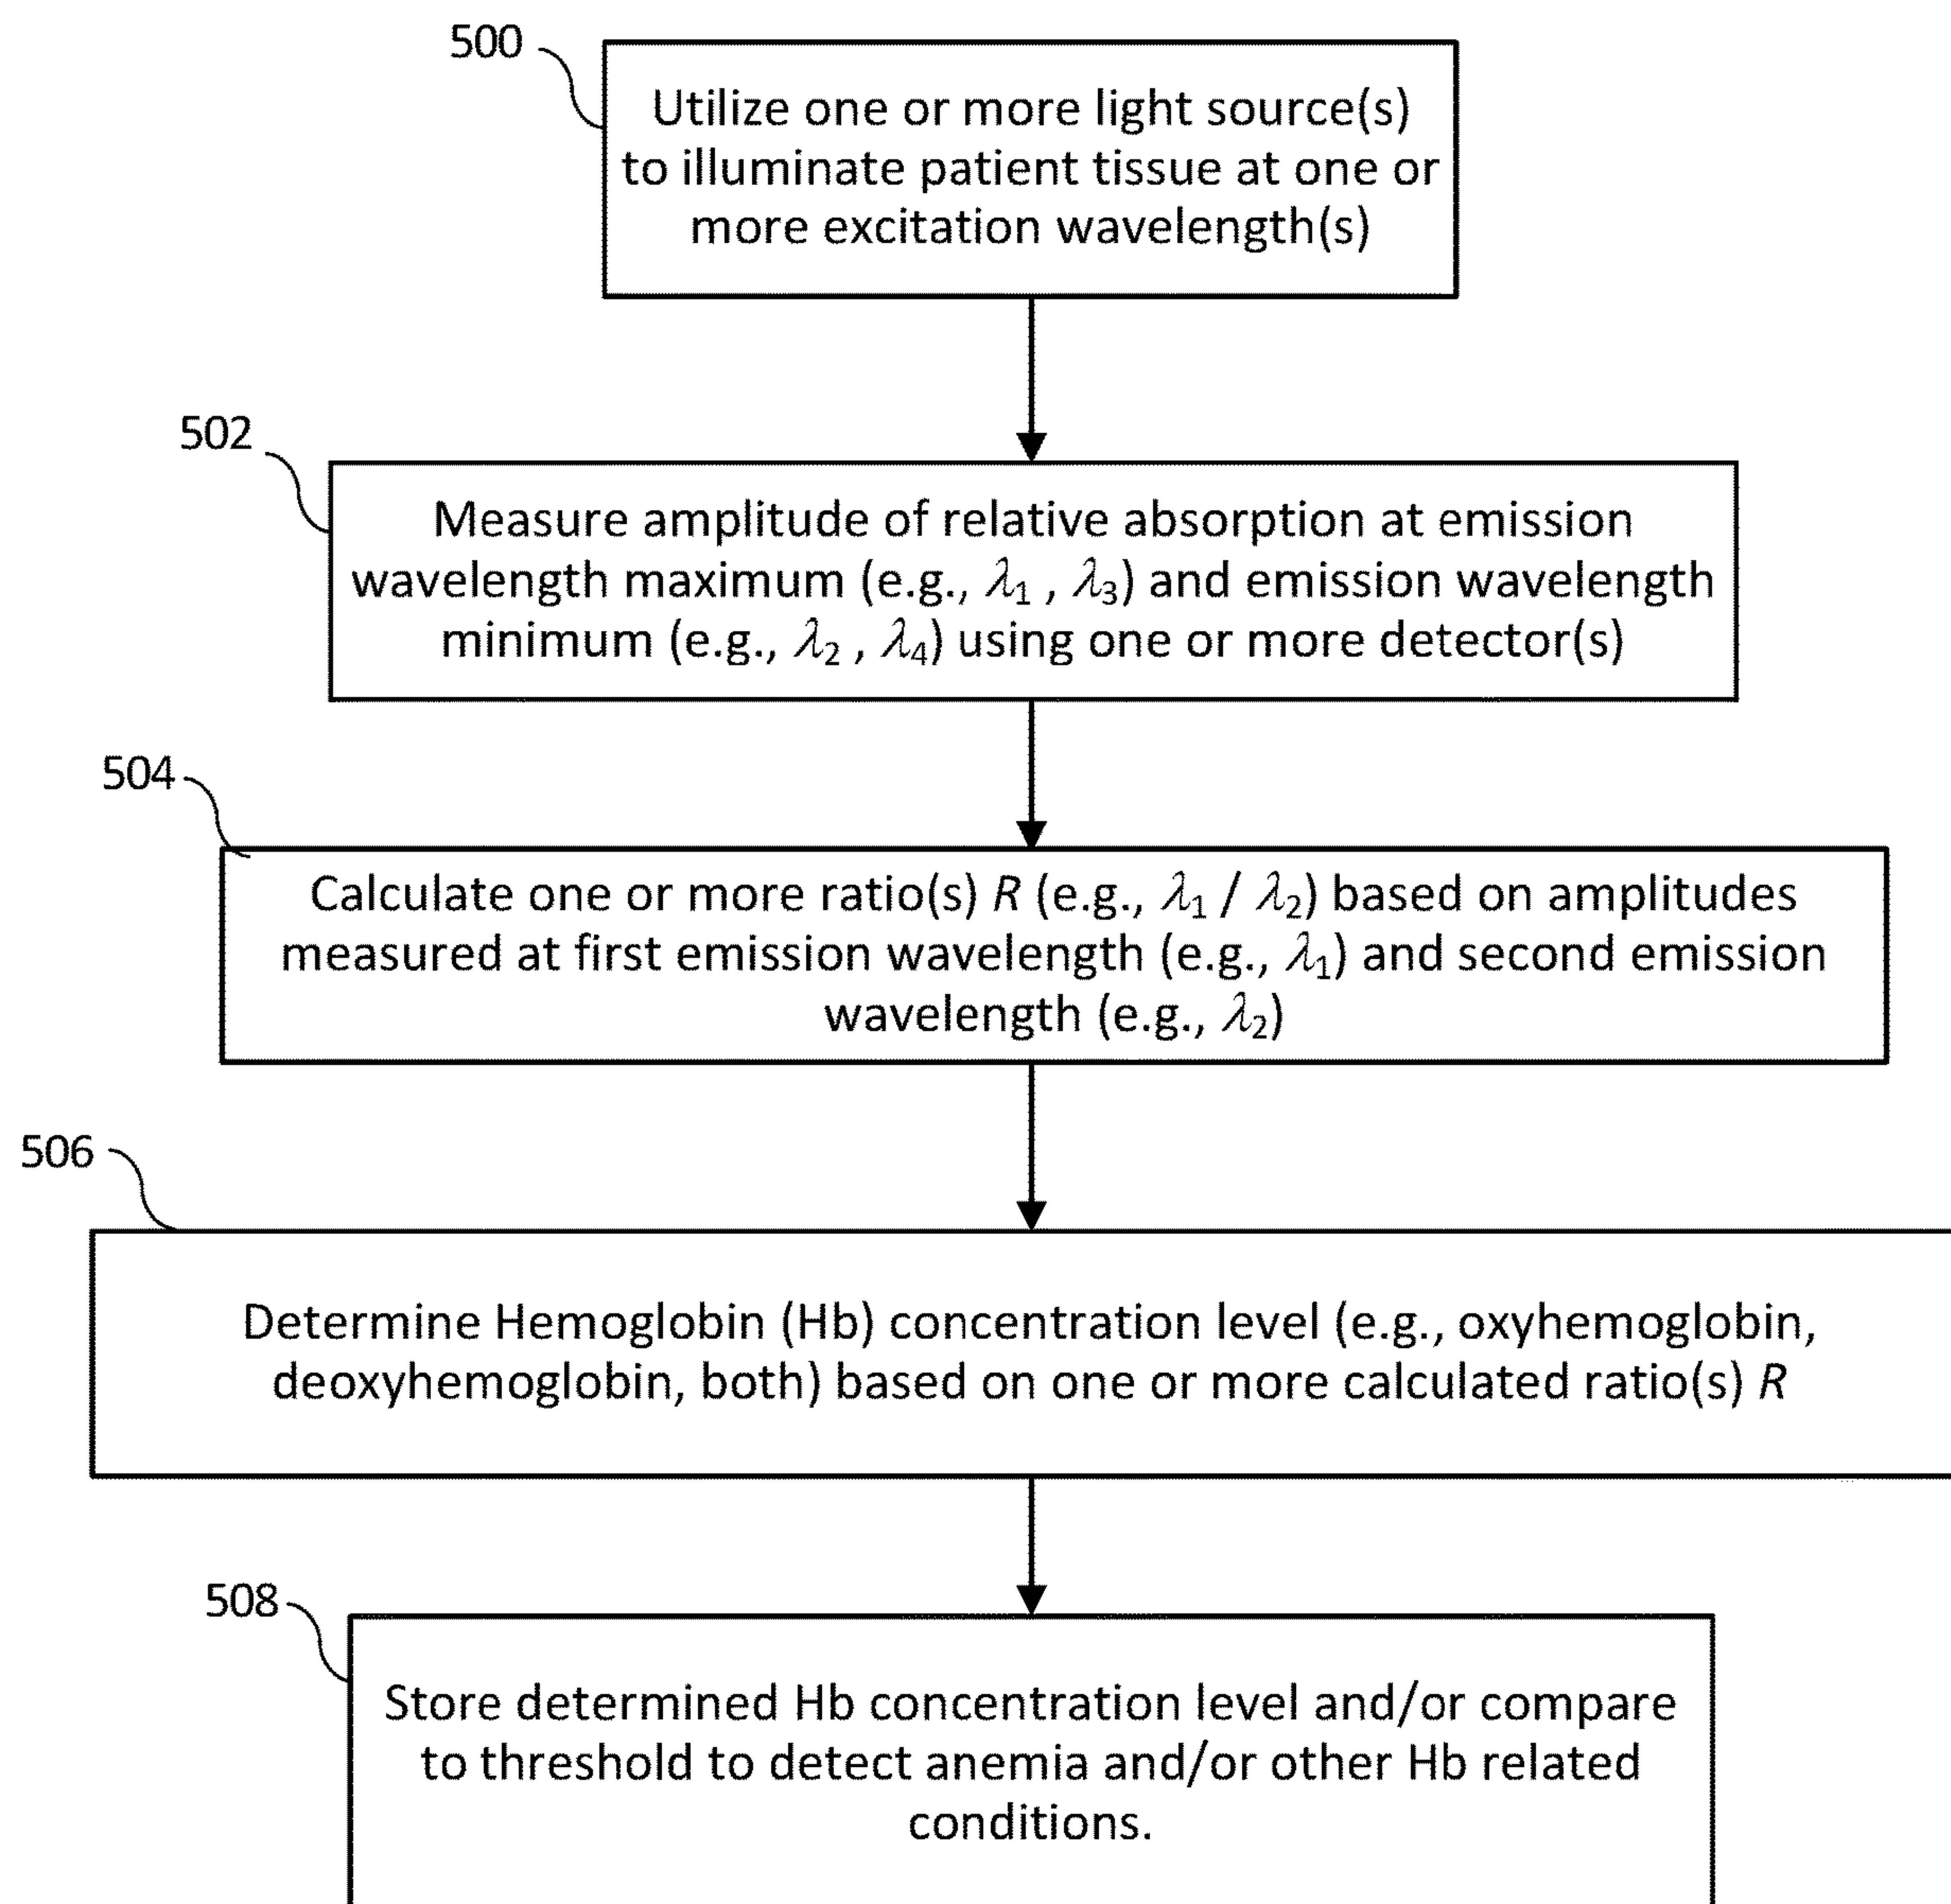 500
Utilize one or more light source(s)
to illuminate patient tissue at one or
more excitation wavelength(s)
502
Measure amplitude of relative absorption at emission
wavelength maximum (e.g., λ₁ , λ₃) and emission wavelength
minimum (e.g., λ₂ , λ₄) using one or more detector(s)
504
Calculate one or more ratio(s) R (e.g., λ₁ / λ₂) based on amplitudes
measured at first emission wavelength (e.g., λ₁) and second emission
wavelength (e.g., λ₂)
506
Determine Hemoglobin (Hb) concentration level (e.g., oxyhemoglobin,
deoxyhemoglobin, both) based on one or more calculated ratio(s) R
508
Store determined Hb concentration level and/or compare
to threshold to detect anemia and/or other Hb related
conditions.